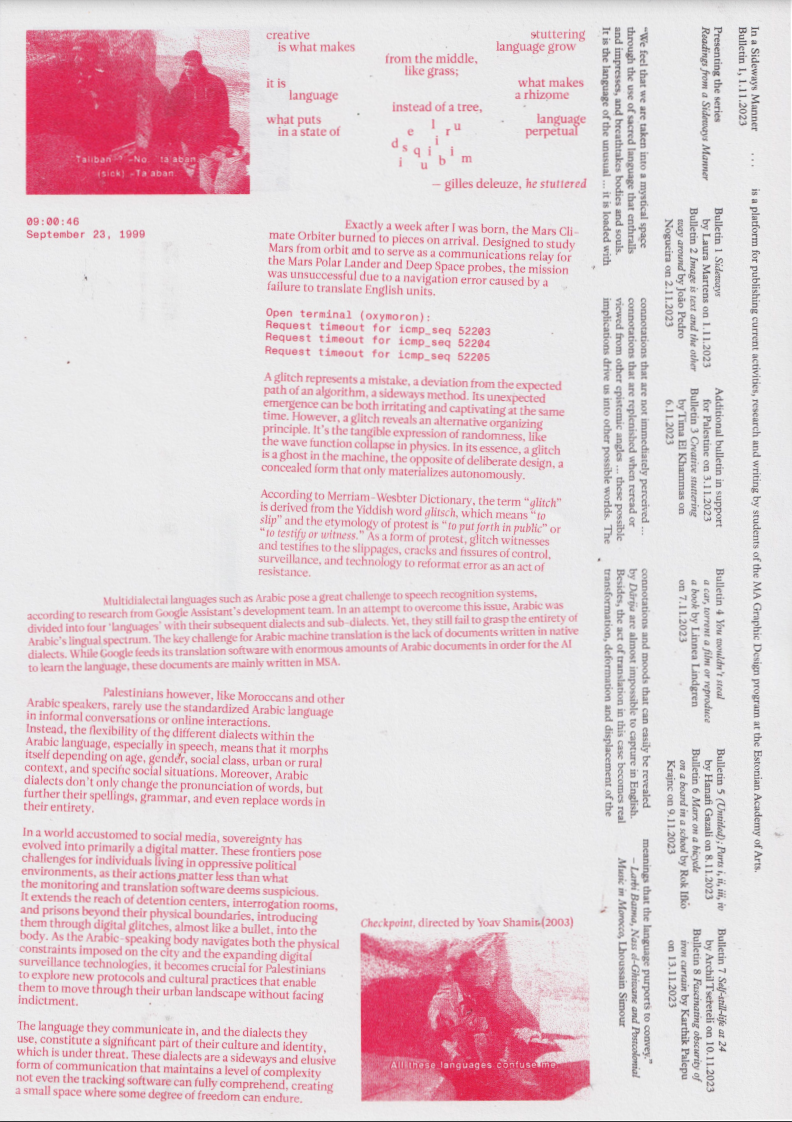 creative stuttering
is what makes language grow
from the middle,
like grass;
it is what makes
language a rhizome
instead of a tree,
what puts language
in a state of perpetual
d i s e q u i l i b r i u m
– gilles deleuze, he stuttered
(sick) -Ta'aban
09:00:46
September 23, 1999
Exactly a week after I was born, the Mars Cli-
mate Orbiter burned to pieces on arrival. Designed to study
Mars from orbit and to serve as a communications relay for
the Mars Polar Lander and Deep Space probes, the mission
was unsuccessful due to a navigation error caused by a
failure to translate English units.
Open terminal (oxymoron):
Request timeout for icmp_seq 52203
Request timeout for icmp_seq 52204
Request timeout for icmp_seq 52205
A glitch represents a mistake, a deviation from the expected
path of an algorithm, a sideways method. Its unexpected
emergence can be both irritating and captivating at the same
time. However, a glitch reveals an alternative organizing
principle. It's the tangible expression of randomness, like
the wave function collapse in physics. In its essence, a glitch
is a ghost in the machine, the opposite of deliberate design, a
concealed form that only materializes autonomously.
According to Merriam-Wesbter Dictionary, the term “glitch”
is derived from the Yiddish word glitsch, which means “to
slip” and the etymology of protest is “to put forth in public” or
“to testify or witness.” As a form of protest, glitch witnesses
and testifies to the slippages, cracks and fissures of control,
surveillance, and technology to reformat error as an act of
resistance.
Multidialectal languages such as Arabic pose a great challenge to speech recognition systems,
according to research from Google Assistant's development team. In an attempt to overcome this issue, Arabic was
divided into four 'languages' with their subsequent dialects and sub-dialects. Yet, they still fail to grasp the entirety of
Arabic's lingual spectrum. The key challenge for Arabic machine translation is the lack of documents written in native
dialects. While Google feeds its translation software with enormous amounts of Arabic documents in order for the AI
to learn the language, these documents are mainly written in MSA.
Palestinians however, like Moroccans and other
Arabic speakers, rarely use the standardized Arabic language
in informal conversations or online interactions.
Instead, the flexibility of the different dialects within the
Arabic language, especially in speech, means that it morphs
itself depending on age, gender, social class, urban or rural
context, and specific social situations. Moreover, Arabic
dialects don't only change the pronunciation of words, but
further their spellings, grammar, and even replace words in
their entirety.
In a world accustomed to social media, sovereignty has
evolved into primarily a digital matter. These frontiers pose
challenges for individuals living in oppressive political
environments, as their actions matter less than what
the monitoring and translation software deems suspicious.
It extends the reach of detention centers, interrogation rooms,
and prisons beyond their physical boundaries, introducing
them through digital glitches, almost like a bullet, into the
body. As the Arabic-speaking body navigates both the physical
constraints imposed on the city and the expanding digital
surveillance technologies, it becomes crucial for Palestinians
to explore new protocols and cultural practices that enable
them to move through their urban landscape without facing
indictment.
The language they communicate in, and the dialects they
use, constitute a significant part of their culture and identity,
which is under threat. These dialects are a sideways and elusive
form of communication that maintains a level of complexity
not even the tracking software can fully comprehend, creating
a small space where some degree of freedom can endure.
Checkpoint, directed by Yoav Shamis (2003)
All these languages confuse me.
In a Sideways Manner ... is a platform for publishing current activities, research and writing by students of the MA Graphic Design program at the Estonian Academy of Arts.
Bulletin 1, 1.11.2023
Presenting the series
Readings from a Sideways Manner
Bulletin 1 Sideways
by Laura Martens on 1.11.2023
Bulletin 2 Image is text and the other
may around by João Pedro
Nogueira on 2.11.2023
Additional bulletin in support
for Palestine on 3.11.2023
Bulletin 3 Creative stuttering
by Tima El Khammas on
6.11.2023
Bulletin 4 You wouldn't steal
a car, torrent a film or reproduce
a book by Linnea Lindgren
on 7.11.2023
Bulletin 5 (Untitled); Parts i, ii, iii, iv
by Hanafi Gazali on 8.11.2023
Bulletin 6 Marx on a bicycle
on a board in a school by Rok Ifko
Krajnc on 9.11.2023
Bulletin 7 Self-still-life at 24
by Archil Tsereteli on 10.11.2023
Bulletin 8 Fascinating obscurity of
iron curtain by Karthik Palepu
on 13.11.2023
“We feel that we are taken into a mystical space
through the use of sacred language that enthralls
and impresses, and breathtakes bodies and souls.
It is the language of the unusual ... it is loaded with
connotations that are not immediately perceived ...
connotations that are replenished when reread or
viewed from other epistemic angles ... these possible
implications drive us into other possible worlds. The
connotations and moods that can easily be revealed
by Dārija are almost impossible to capture in English.
Besides, the act of translation in this case becomes real
transformation, deformation and displacement of the
meanings that the language purports to convey.”
– Larbi Batma, Nass el-Ghiwane and Postcolonial
Music in Morocco, Lhoussain Simour